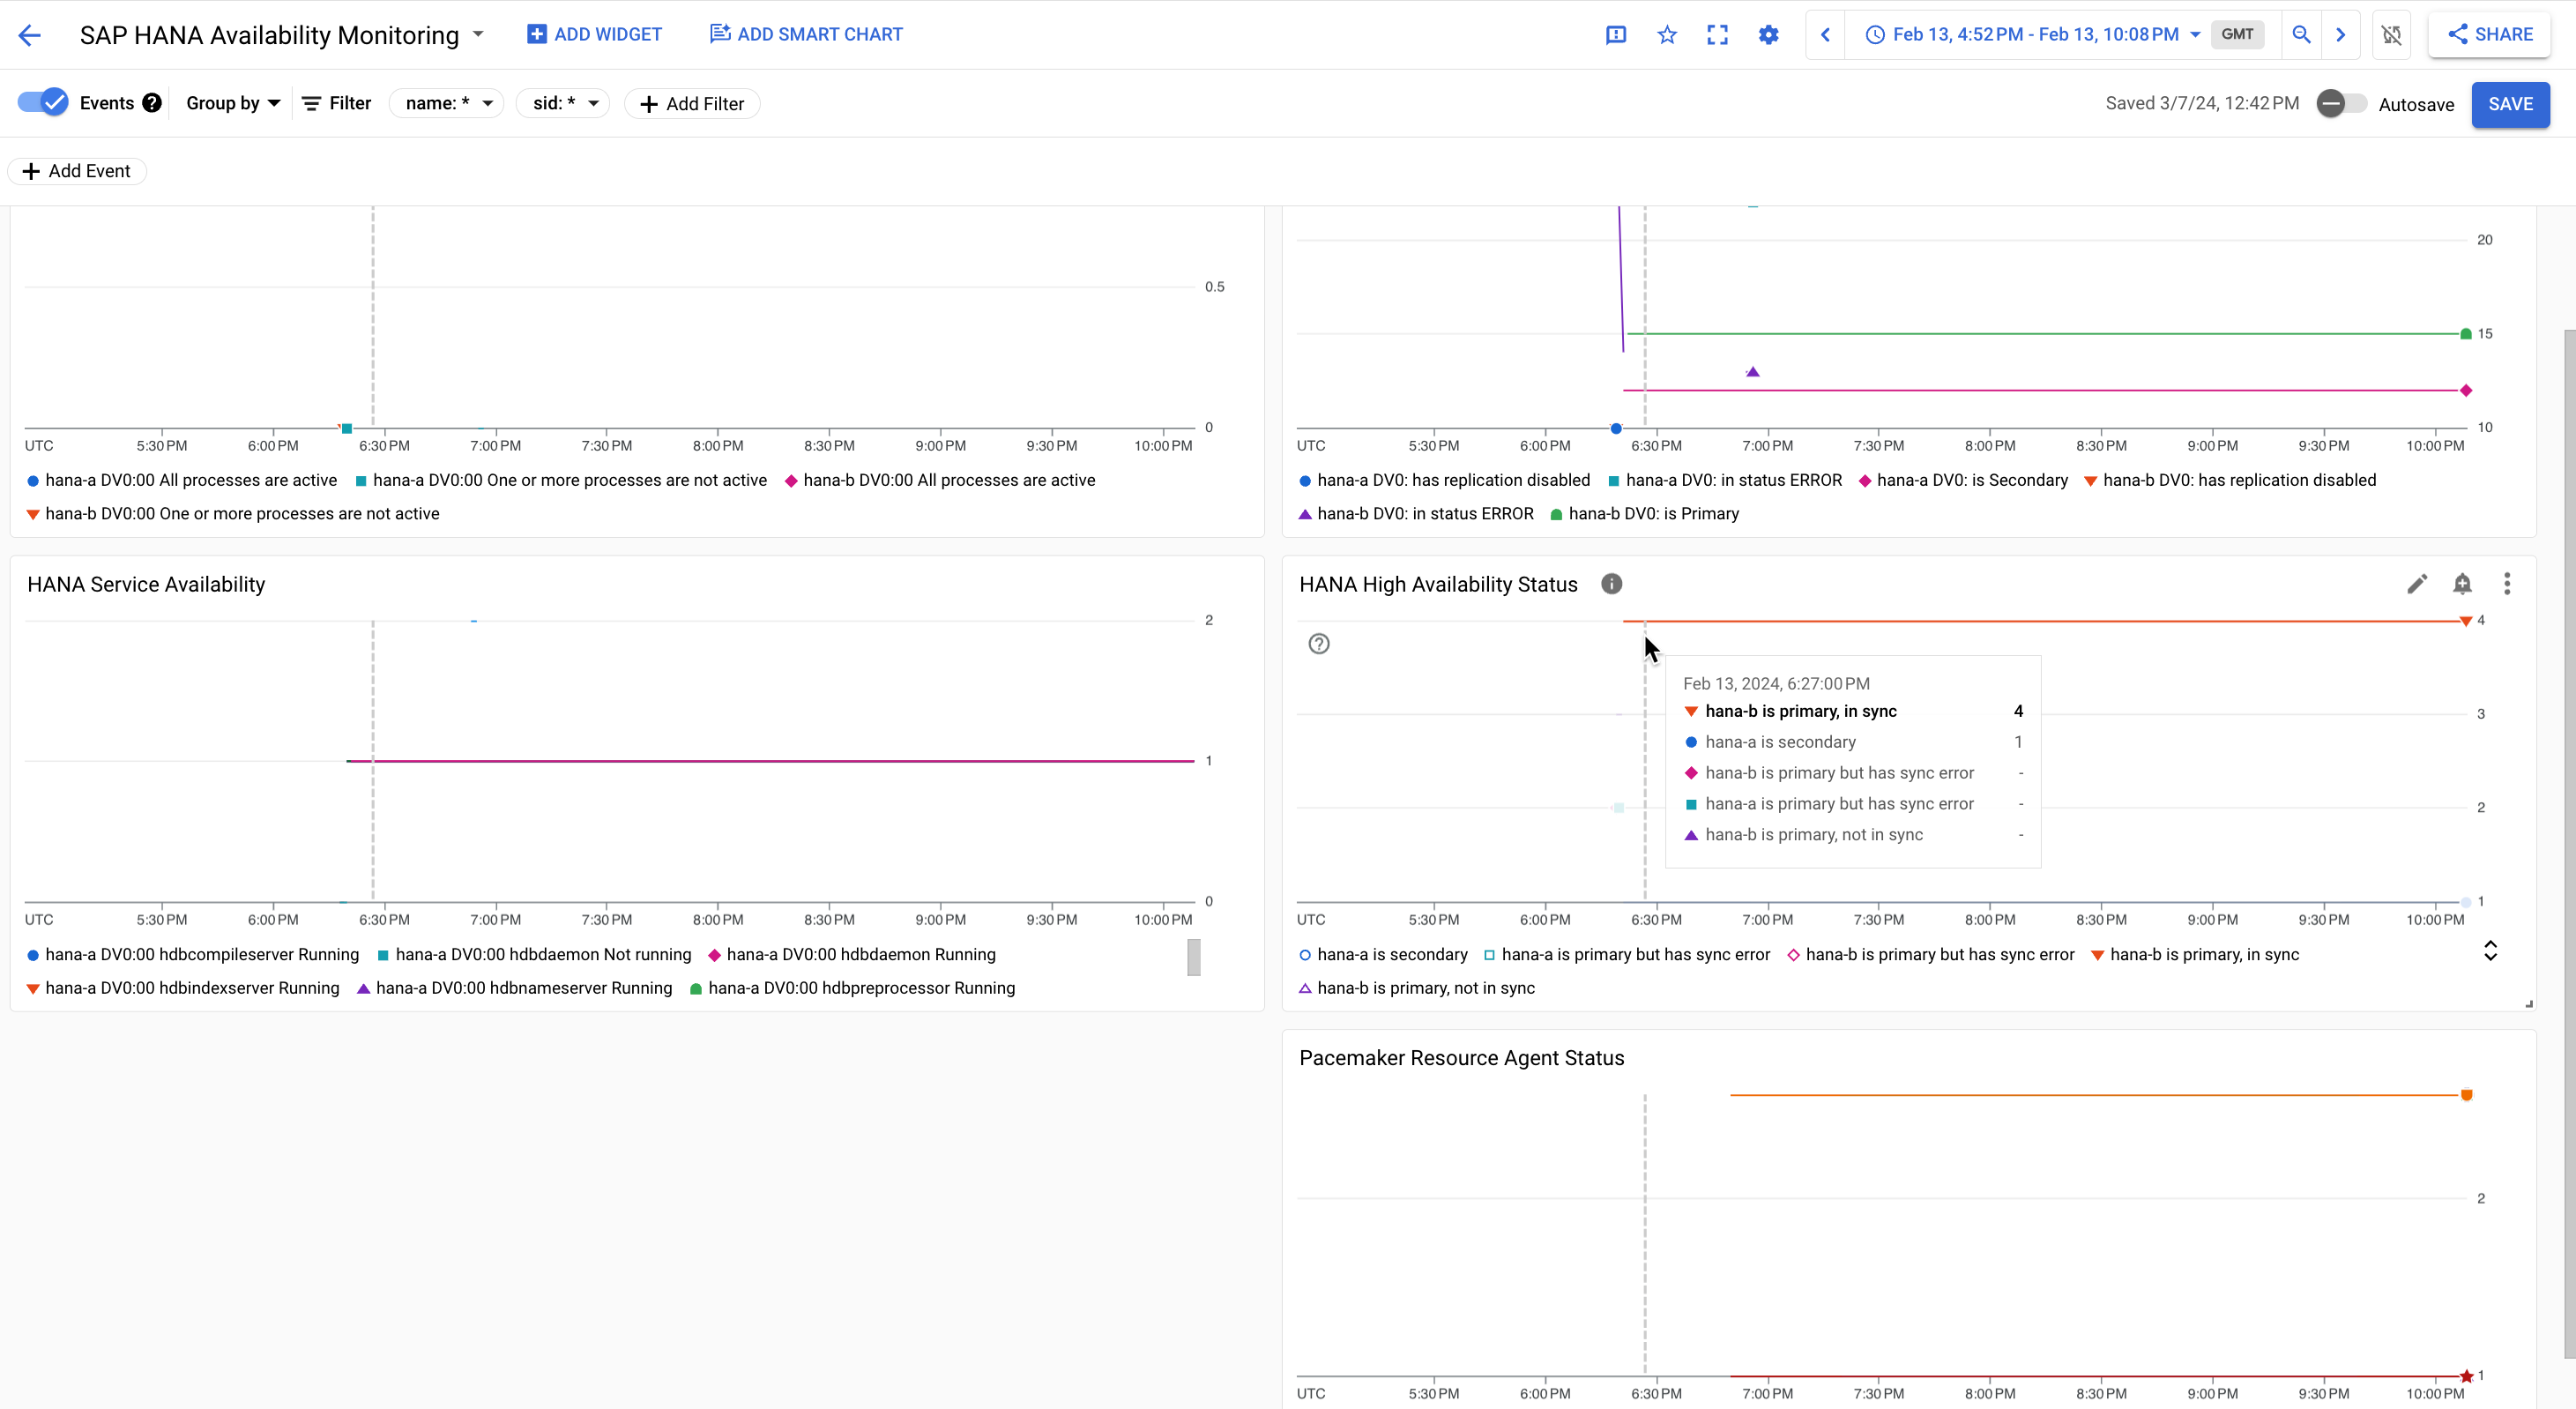 SAP HANA Availability Monitoring ADD WIDGET ADD SMART CHART Feb 13, 4:52 PM - Feb 13, 10:08 PM GMT SHARE
Events Group by Filter name: * sid: * Add Filter Saved 3/7/24, 12:42 PM Autosave SAVE
Add Event
0.5
0
UTC 5:30 PM 6:00 PM 6:30 PM 7:00 PM 7:30 PM 8:00 PM 8:30 PM 9:00 PM 9:30 PM 10:00 PM
hana-a DV0:00 All processes are active hana-a DV0:00 One or more processes are not active hana-b DV0:00 All processes are active
hana-b DV0:00 One or more processes are not active
20
15
10
UTC 5:30 PM 6:00 PM 6:30 PM 7:00 PM 7:30 PM 8:00 PM 8:30 PM 9:00 PM 9:30 PM 10:00 PM
hana-a DV0: has replication disabled hana-a DV0: in status ERROR hana-a DV0: is Secondary hana-b DV0: has replication disabled
hana-b DV0: in status ERROR hana-b DV0: is Primary
HANA Service Availability
2
1
0
UTC 5:30 PM 6:00 PM 6:30 PM 7:00 PM 7:30 PM 8:00 PM 8:30 PM 9:00 PM 9:30 PM 10:00 PM
hana-a DV0:00 hdbcompileserver Running hana-a DV0:00 hdbdaemon Not running hana-a DV0:00 hdbdaemon Running
hana-a DV0:00 hdbindexserver Running hana-a DV0:00 hdbnameserver Running hana-a DV0:00 hdbpreprocessor Running
HANA High Availability Status
4
3
2
1
Feb 13, 2024, 6:27:00 PM
hana-b is primary, in sync 4
hana-a is secondary 1
hana-b is primary but has sync error -
hana-a is primary but has sync error -
hana-b is primary, not in sync -
UTC 5:30 PM 6:00 PM 6:30 PM 7:00 PM 7:30 PM 8:00 PM 8:30 PM 9:00 PM 9:30 PM 10:00 PM
hana-a is secondary hana-a is primary but has sync error hana-b is primary but has sync error hana-b is primary, in sync
hana-b is primary, not in sync
Pacemaker Resource Agent Status
2
1
UTC 5:30 PM 6:00 PM 6:30 PM 7:00 PM 7:30 PM 8:00 PM 8:30 PM 9:00 PM 9:30 PM 10:00 PM